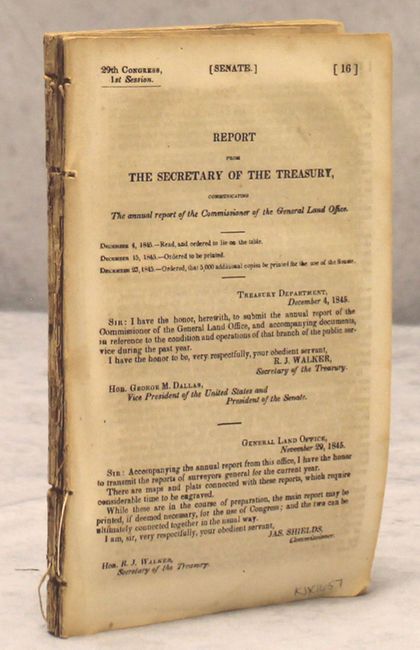 29th Congress,
1st Session.
[SENATE.]
[ 16 ]
REPORT
FROM
THE SECRETARY OF THE TREASURY,
COMMUNICATING
The annual report of the Commissioner of the General Land Office.
December 4, 1845.—Read, and ordered to lie on the table.
December 15, 1845.—Ordered to be printed.
December 23, 1845.—Ordered, that 5,000 additional copies be printed for the use of the Senate.
Treasury Department,
December 4, 1845.
Sir: I have the honor, herewith, to submit the annual report of the
Commissioner of the General Land Office, and accompanying documents,
in reference to the condition and operations of that branch of the public ser-
vice during the past year.
I have the honor to be, very respectfully, your obedient servant,
R. J. WALKER,
Secretary of the Treasury.
Hon. George M. Dallas,
Vice President of the United States and
President of the Senate.
General Land Office,
November 29, 1845.
Sir: Accompanying the annual report from this office, I have the honor
to transmit the reports of surveyors general for the current year.
There are maps and plats connected with these reports, which require
considerable time to be engraved.
While these are in the course of preparation, the main report may be
printed, if deemed necessary, for the use of Congress; and the two can be
ultimately connected together in the usual way.
I am, sir, very respectfully, your obedient servant,
JAS. SHIELDS,
Commissioner.
Hon. R. J. Walker,
Secretary of the Treasury.